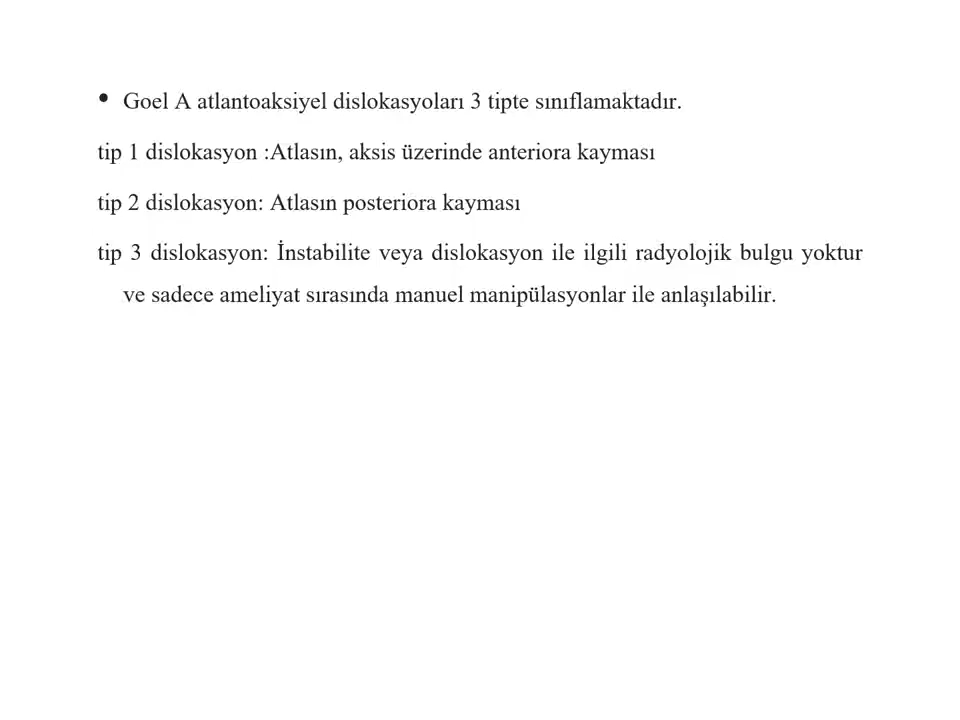 • Goel A atlantoaksiyel dislokasyoları 3 tipte sınıflamaktadır.
tip 1 dislokasyon :Atlasın, aksis üzerinde anteriora kayması
tip 2 dislokasyon: Atlasın posteriora kayması
tip 3 dislokasyon: İnstabilite veya dislokasyon ile ilgili radyolojik bulgu yoktur
ve sadece ameliyat sırasında manuel manipülasyonlar ile anlaşılabilir.